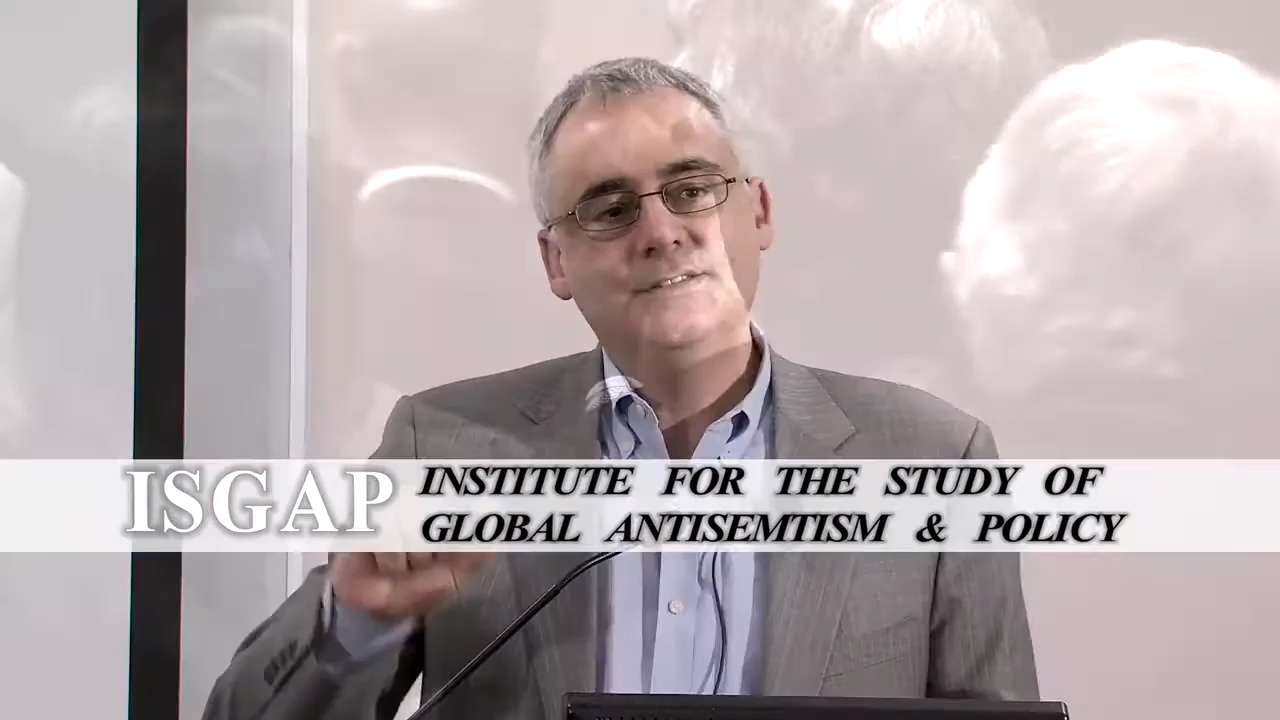 ISGAP
INSTITUTE FOR THE STUDY OF
GLOBAL ANTISEMTISM & POLICY